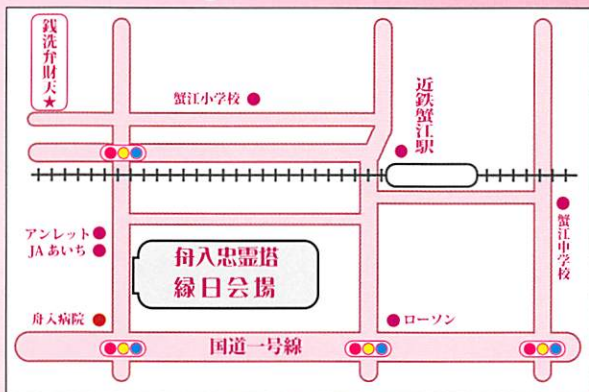 銭洗弁財天★
蟹江小学校
近鉄蟹江駅
アンレット
JAあいち
舟入忠霊塔
縁日会場
蟹江中学校
舟入病院
ローソン
国道一号線